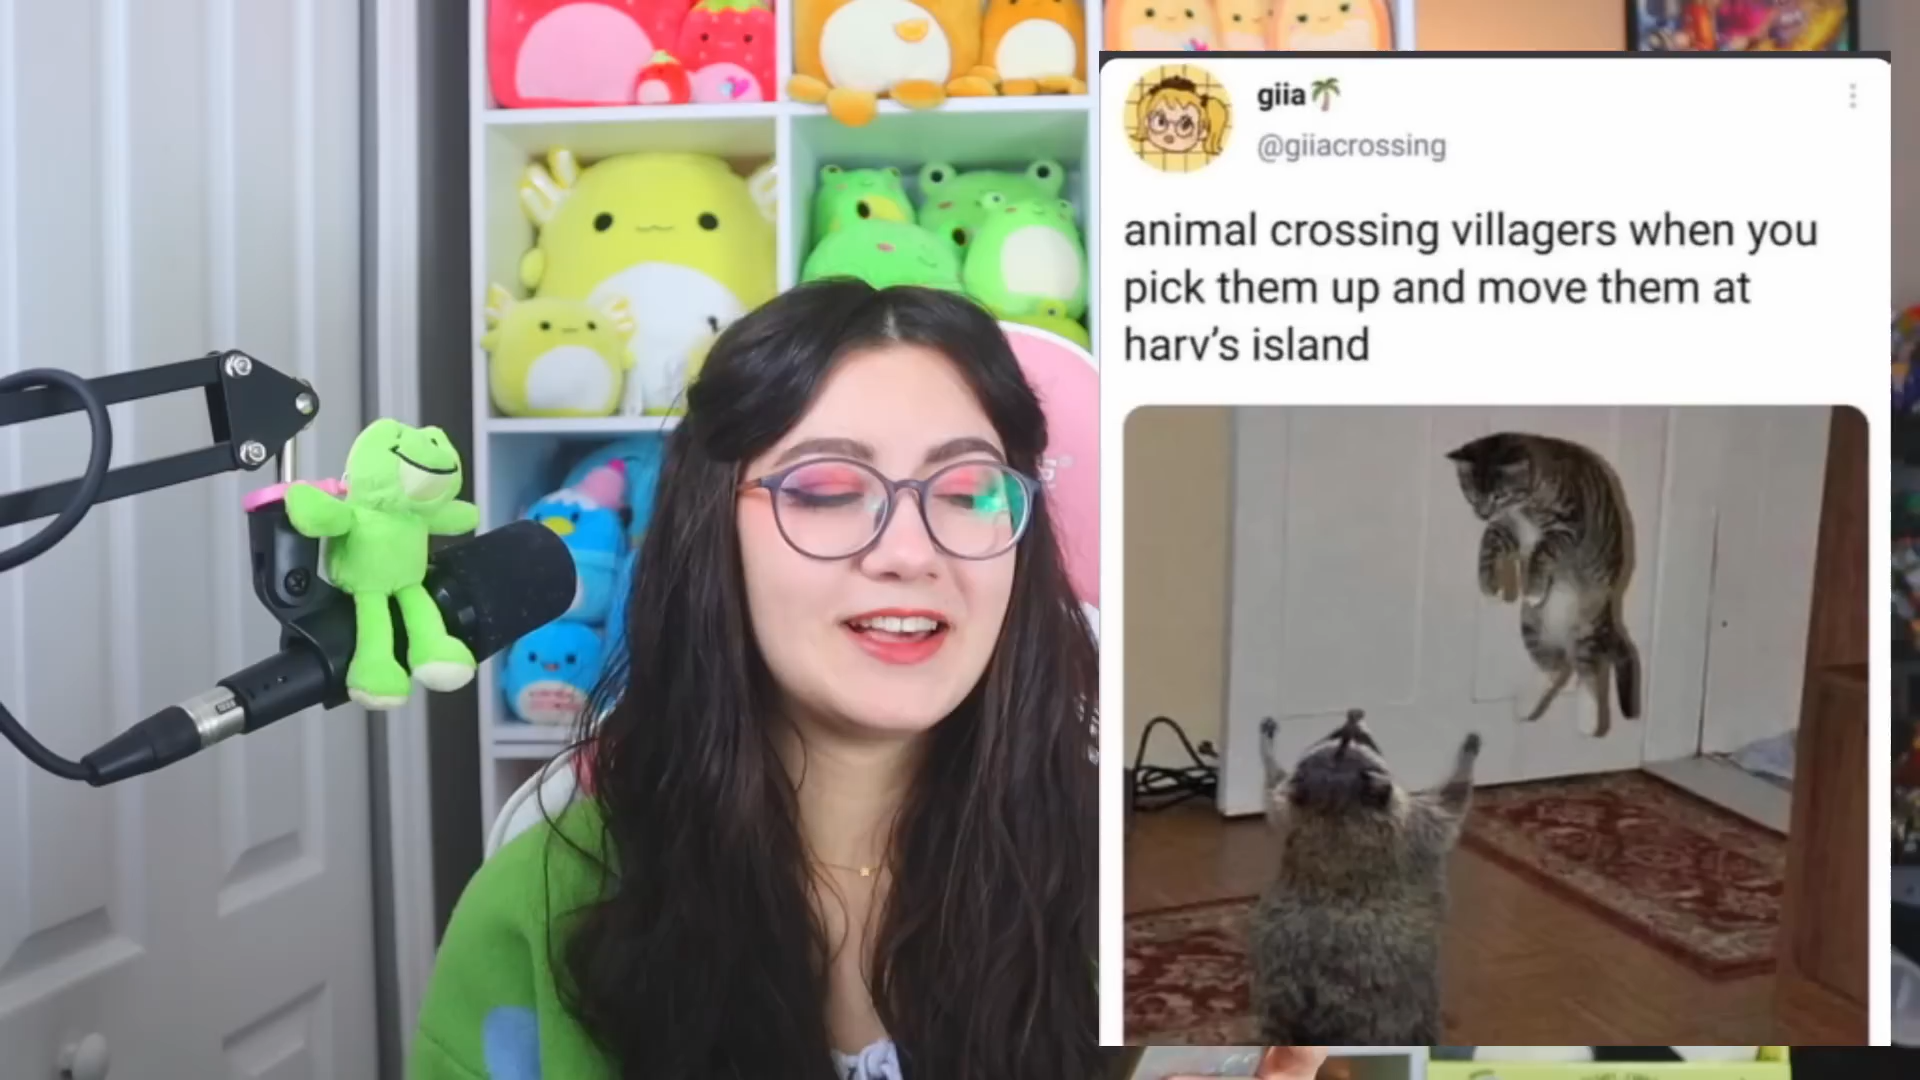 giia🌴
@giiacrossing
animal crossing villagers when you
pick them up and move them at
harv’s island